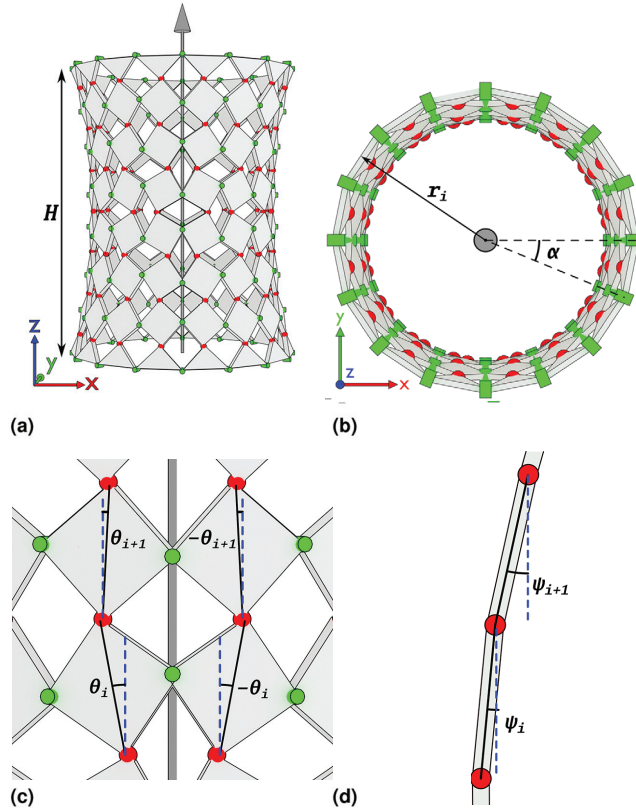 H
z
y
x
(a)
r_i
α
y
z
x
(b)
θ_{i+1}
-θ_{i+1}
θ_i
-θ_i
(c)
ψ_{i+1}
ψ_i
(d)